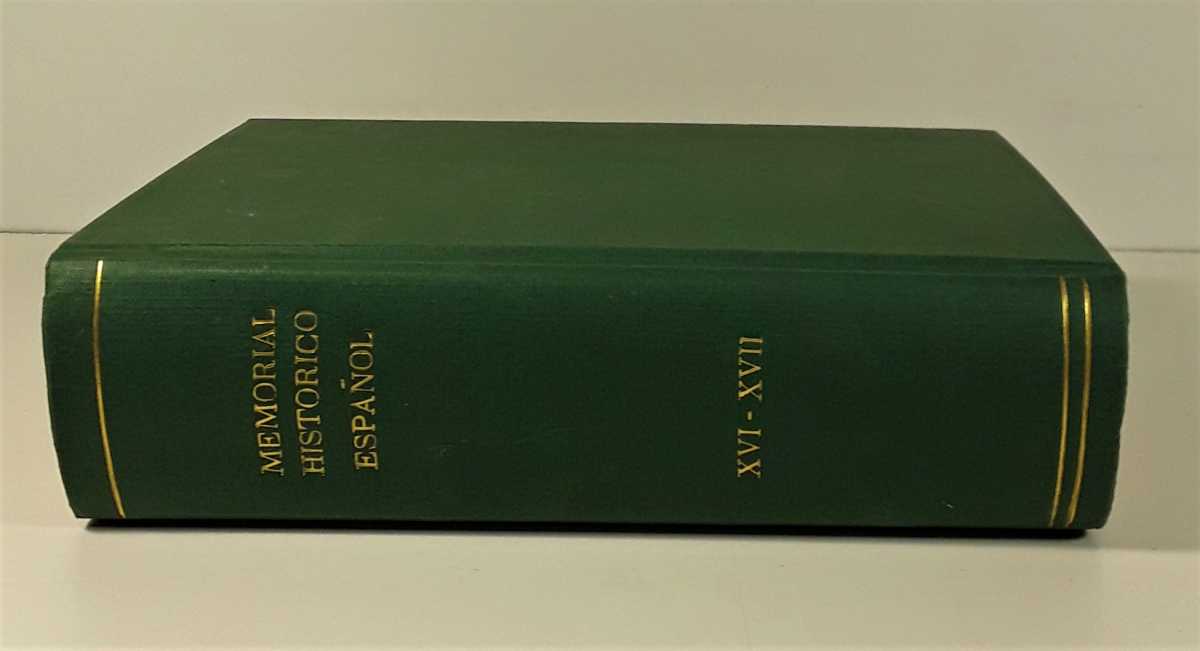 MEMORIAL
HISTORICO
ESPAÑOL
XVI - XVII